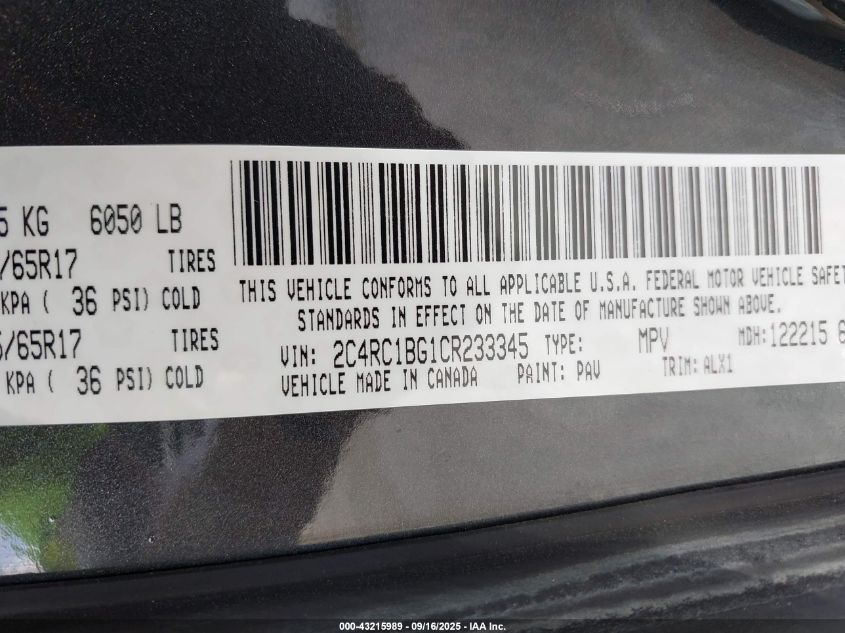 5 KG 6050 LB
/65R17 TIRES
KPA ( 36 PSI) COLD
5/65R17 TIRES
KPA ( 36 PSI) COLD
THIS VEHICLE CONFORMS TO ALL APPLICABLE U.S.A. FEDERAL MOTOR VEHICLE SAFET
STANDARDS IN EFFECT ON THE DATE OF MANUFACTURE SHOWN ABOVE.
VIN: 2C4RC1BG1CR233345 TYPE: MPV MDH:122215 6
VEHICLE MADE IN CANADA PAINT: PAV TRIM: ALX1
000-43215989 - 09/16/2025 - IAA Inc.